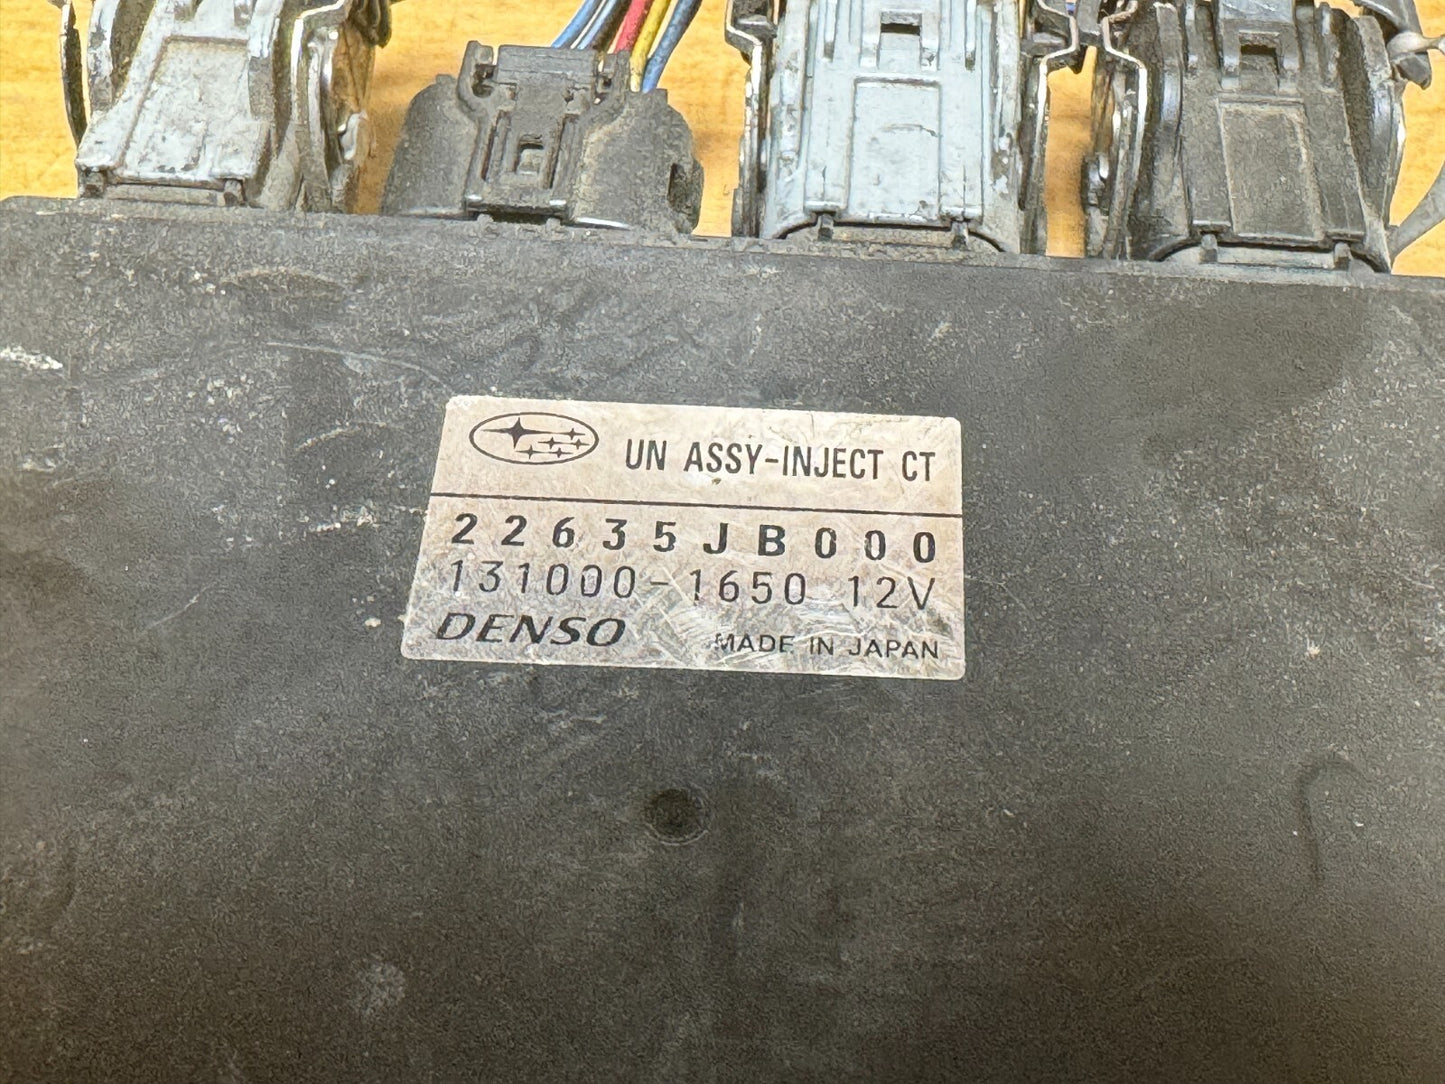 UN ASSY-INJECT CT
22635JB000
131000-1650 12V
DENSO MADE IN JAPAN